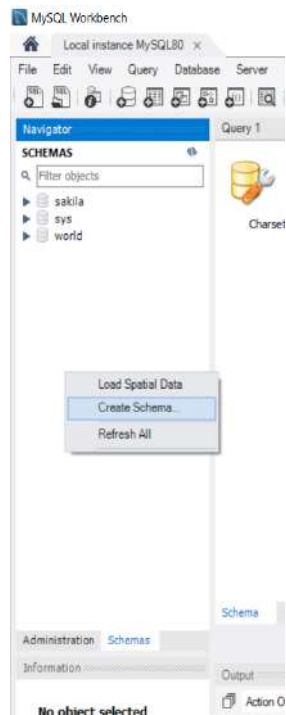 MySQL Workbench
Local instance MySQL80 ×
File Edit View Query Database Server
Navigator
Query 1
SCHEMAS
Filter objects
sakila
sys
world
Charset
Load Spatial Data
Create Schema...
Refresh All
Schema
Administration Schemas
Information
Output
No object selected
Action O